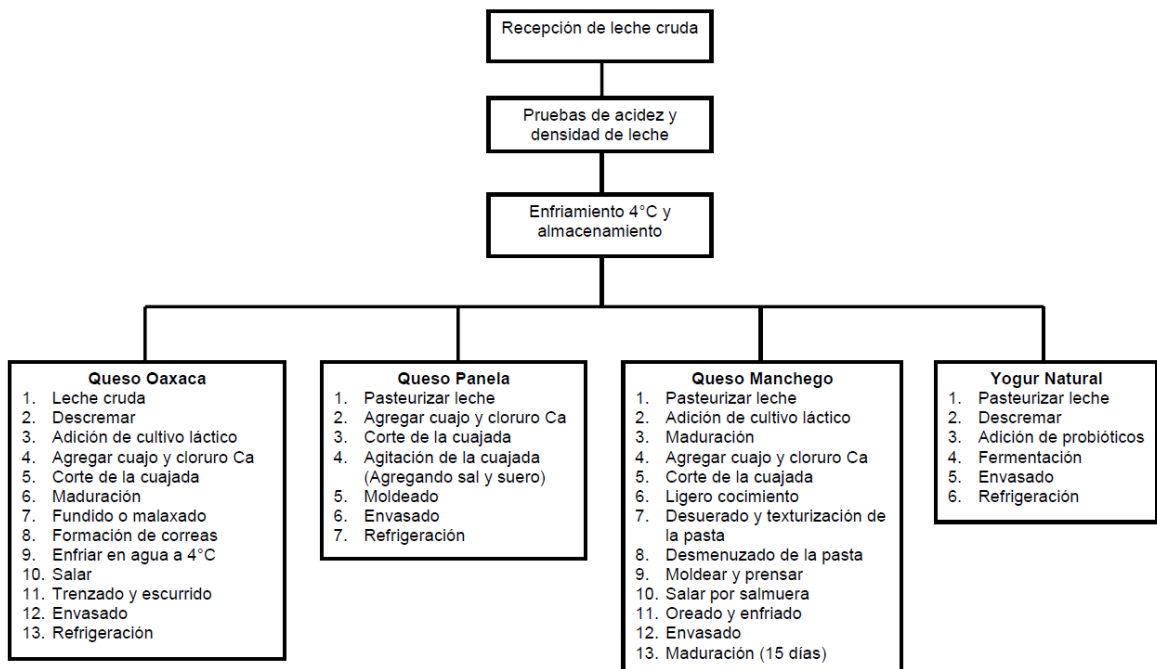 Recepción de leche cruda
Pruebas de acidez y
densidad de leche
Enfriamiento 4°C y
almacenamiento
Queso Oaxaca
1. Leche cruda
2. Descremar
3. Adición de cultivo láctico
4. Agregar cuajo y cloruro Ca
5. Corte de la cuajada
6. Maduración
7. Fundido o malaxado
8. Formación de correas
9. Enfriar en agua a 4°C
10. Salar
11. Trenzado y escurrido
12. Envasado
13. Refrigeración
Queso Panela
1. Pasteurizar leche
2. Agregar cuajo y cloruro Ca
3. Corte de la cuajada
4. Agitación de la cuajada
(Agregando sal y suero)
5. Moldeado
6. Envasado
7. Refrigeración
Queso Manchego
1. Pasteurizar leche
2. Adición de cultivo láctico
3. Maduración
4. Agregar cuajo y cloruro Ca
5. Corte de la cuajada
6. Ligero cocimiento
7. Desuerado y texturización de
la pasta
8. Desmenuzado de la pasta
9. Moldear y prensar
10. Salar por salmuera
11. Oreado y enfriado
12. Envasado
13. Maduración (15 días)
Yogur Natural
1. Pasteurizar leche
2. Descremar
3. Adición de probióticos
4. Fermentación
5. Envasado
6. Refrigeración